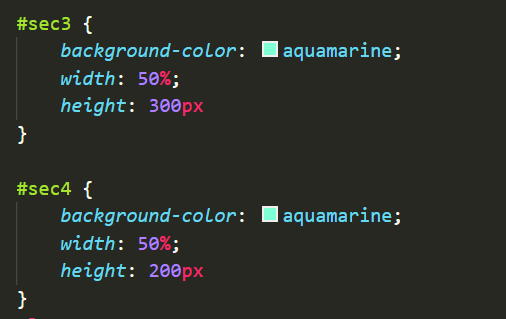 #sec3 {
    background-color: aquamarine;
    width: 50%;
    height: 300px
}

#sec4 {
    background-color: aquamarine;
    width: 50%;
    height: 200px
}